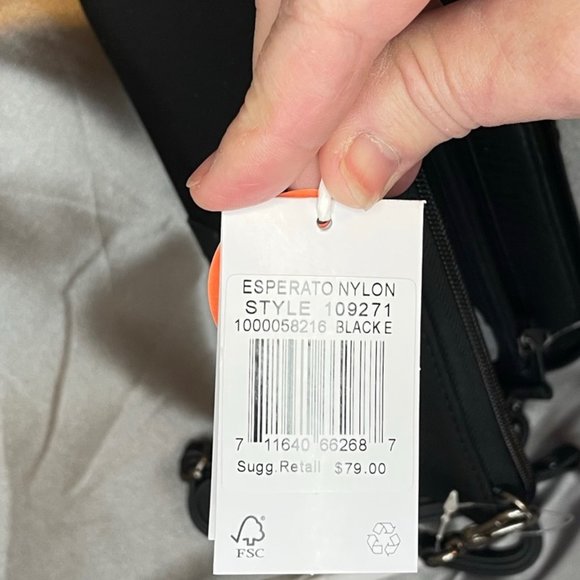 ESPERATO NYLON
STYLE 109271
1000058216 BLACK E
7 11640 66268 7
Sugg.Retail $79.00
FSC